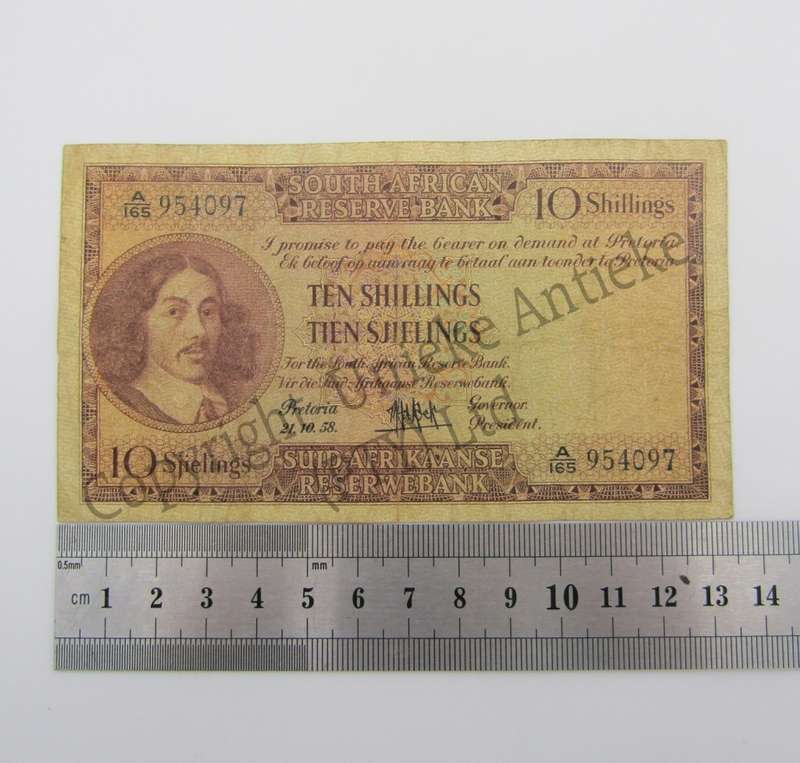 SOUTH AFRICAN
RESERVE BANK
A/165 954097
10 Shillings
I promise to pay the bearer on demand at Pretoria
Ek beloof op aanvraag te betaal aan toonder te Pretoria
TEN SHILLINGS
TIEN SJIELINGS
For the South African Reserve Bank.
Vir die Suid-Afrikaanse Reserwebank.
Pretoria
Governor.
21.10.58.
President.
10 Sjielings
SUID-AFRIKAANSE
RESERWEBANK
A/165 954097
Copyright Unieke Antieke
Ltd
0.5mm
mm
cm 1 2 3 4 5 6 7 8 9 10 11 12 13 14